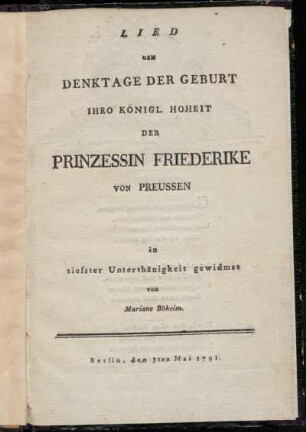 LIED
DEM
DENKTAGE DER GEBURT
IHRO KÖNIGL. HOHEIT
DER
PRINZESSIN FRIEDERIKE
VON PREUSSEN
in
tiefster Unterthänigkeit gewidmet
von
Mariane Böheim.
Berlin, den 7ten Mai 1791.